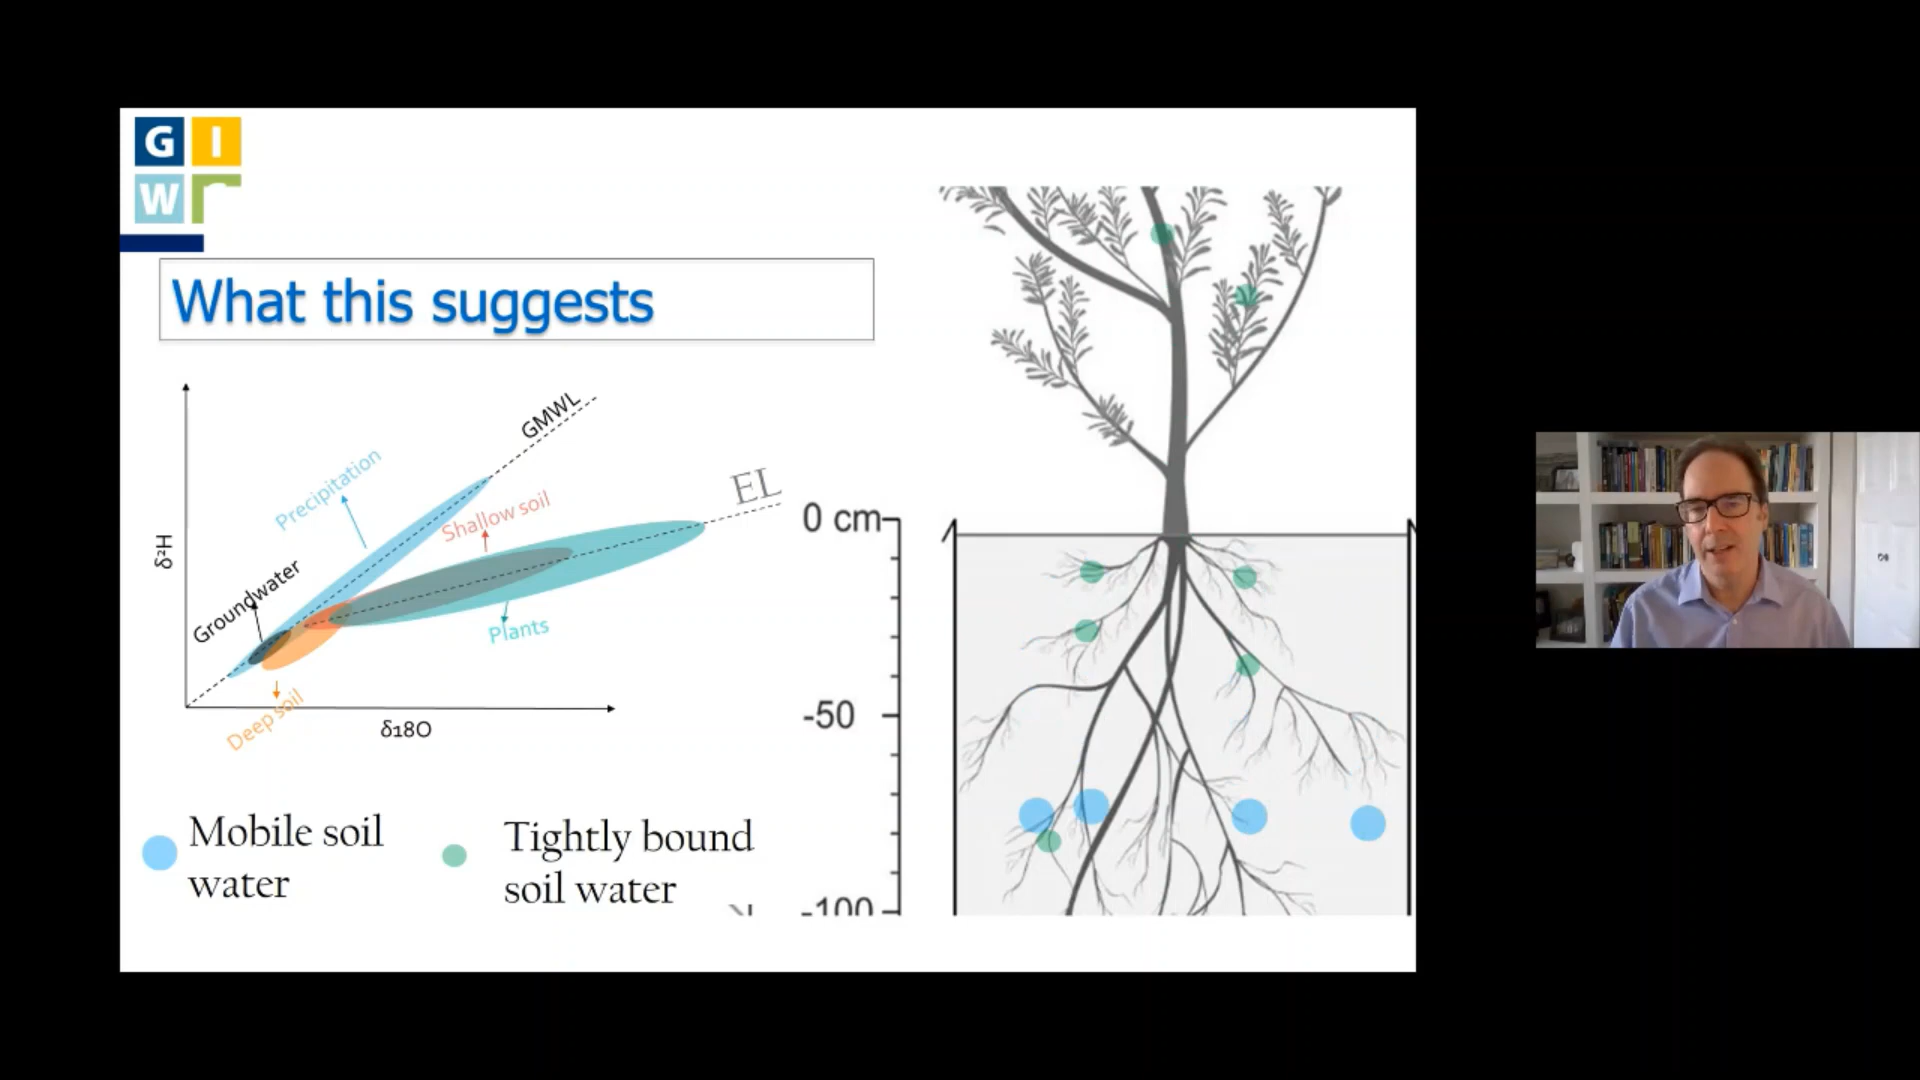 G I
W
What this suggests
GMWL
Precipitation
EL
Shallow soil
δ²H
Groundwater
Plants
Deep soil
δ18O
0 cm
-50
-100
Mobile soil
water
Tightly bound
soil water